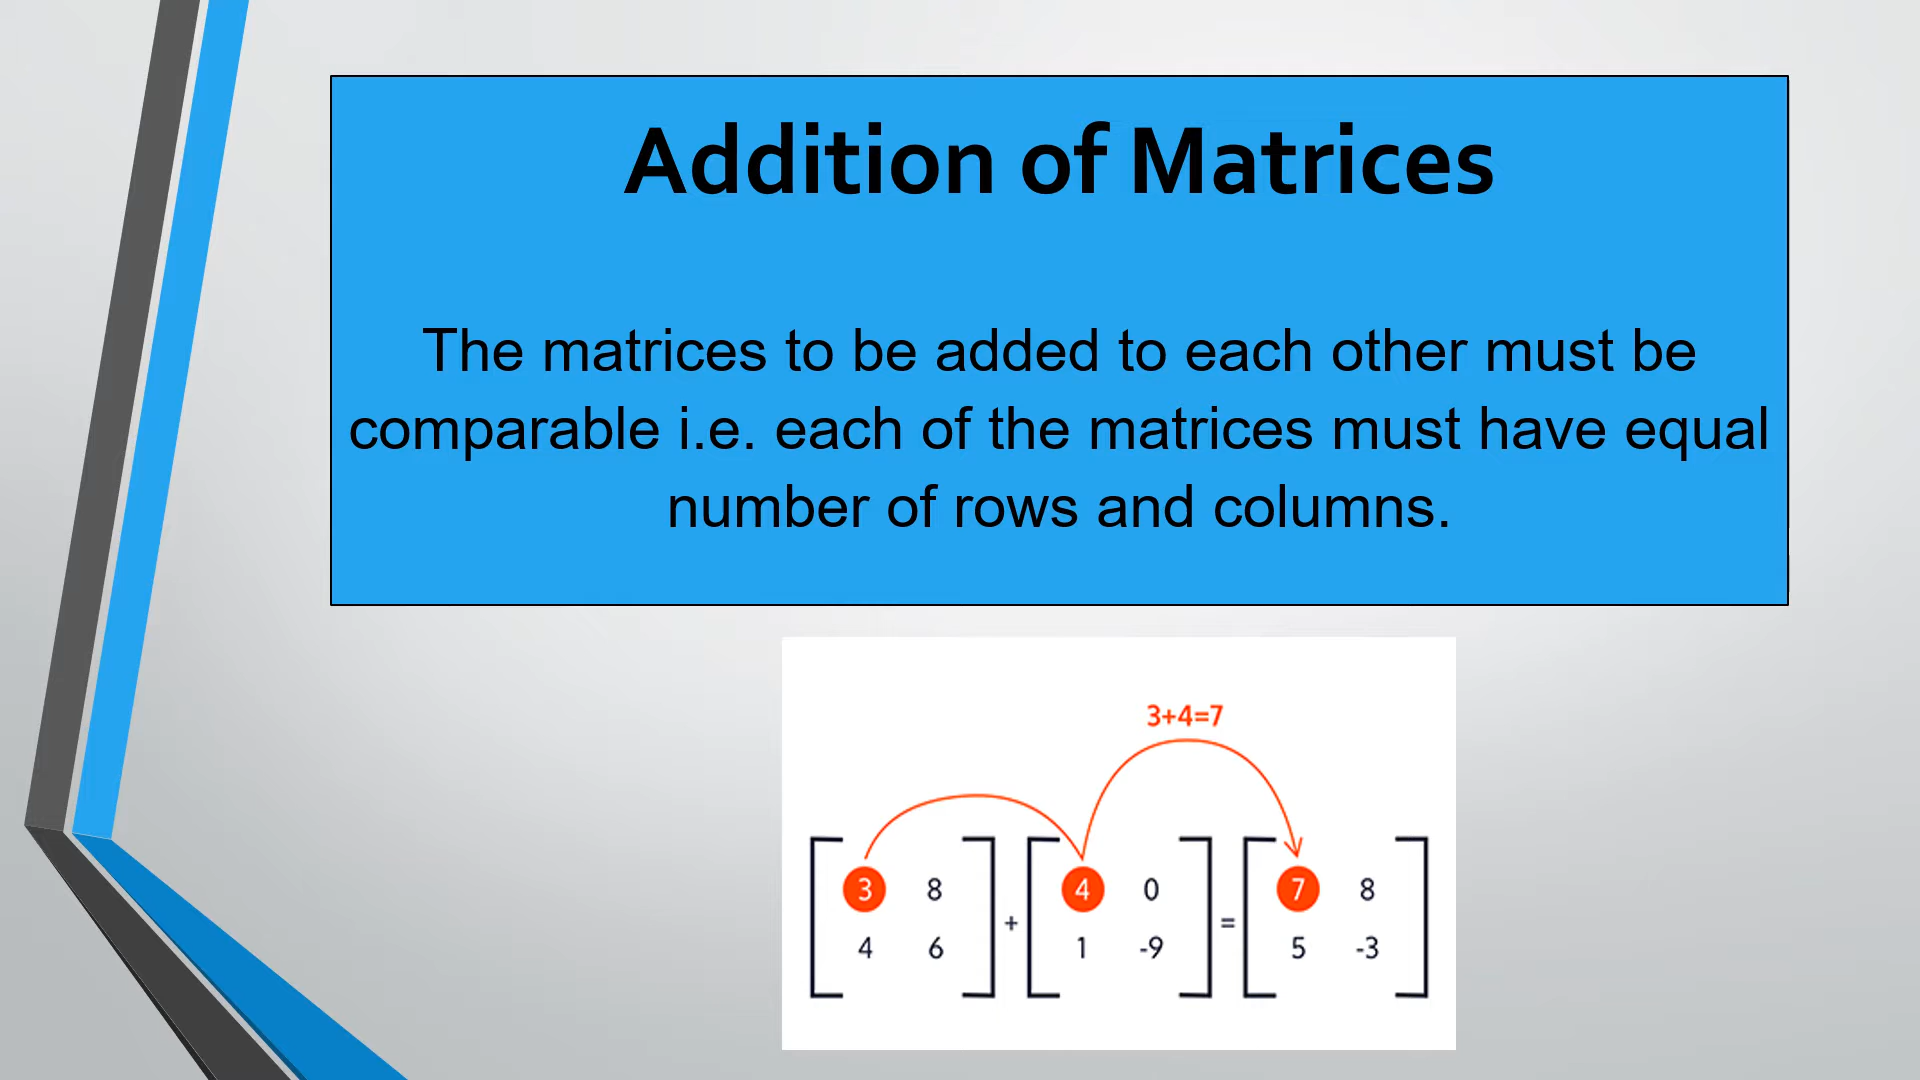 Addition of Matrices
The matrices to be added to each other must be
comparable i.e. each of the matrices must have equal
number of rows and columns.
3+4=7
3 8 4 0 7 8
+ =
4 6 1 -9 5 -3